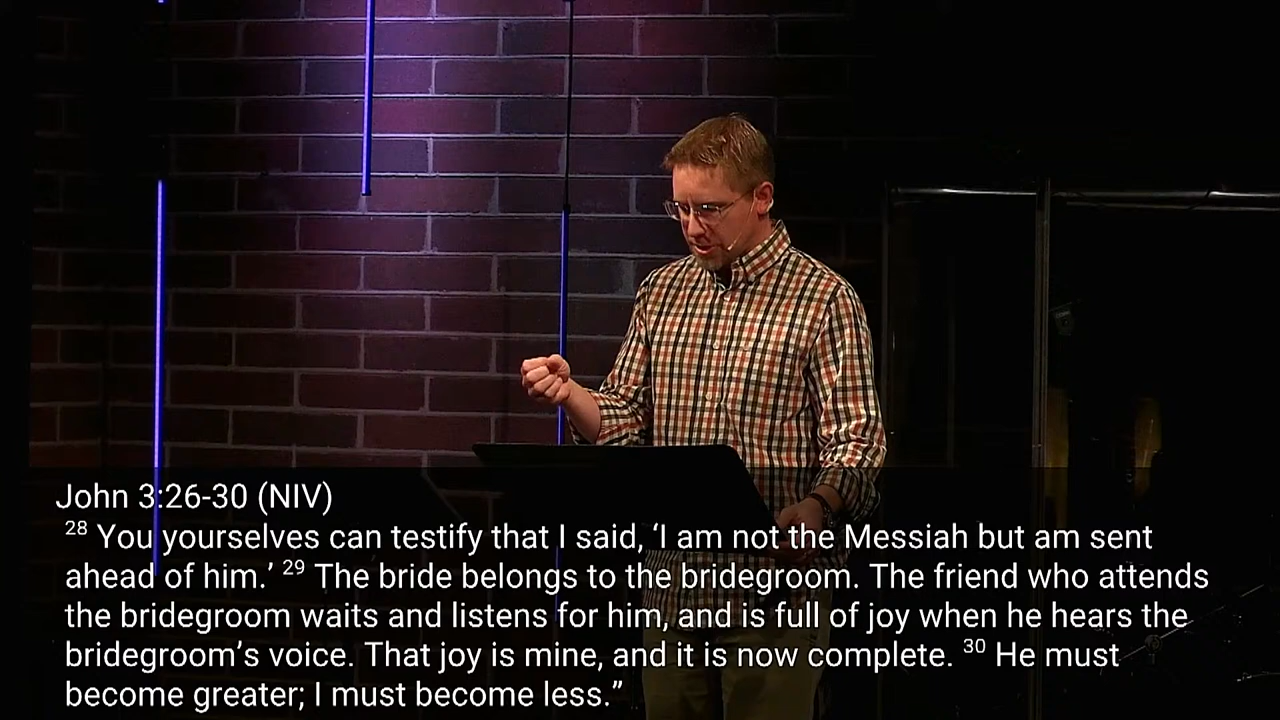 John 3:26-30 (NIV)
²⁸ You yourselves can testify that I said, ‘I am not the Messiah but am sent
ahead of him.’ ²⁹ The bride belongs to the bridegroom. The friend who attends
the bridegroom waits and listens for him, and is full of joy when he hears the
bridegroom’s voice. That joy is mine, and it is now complete. ³⁰ He must
become greater; I must become less.”